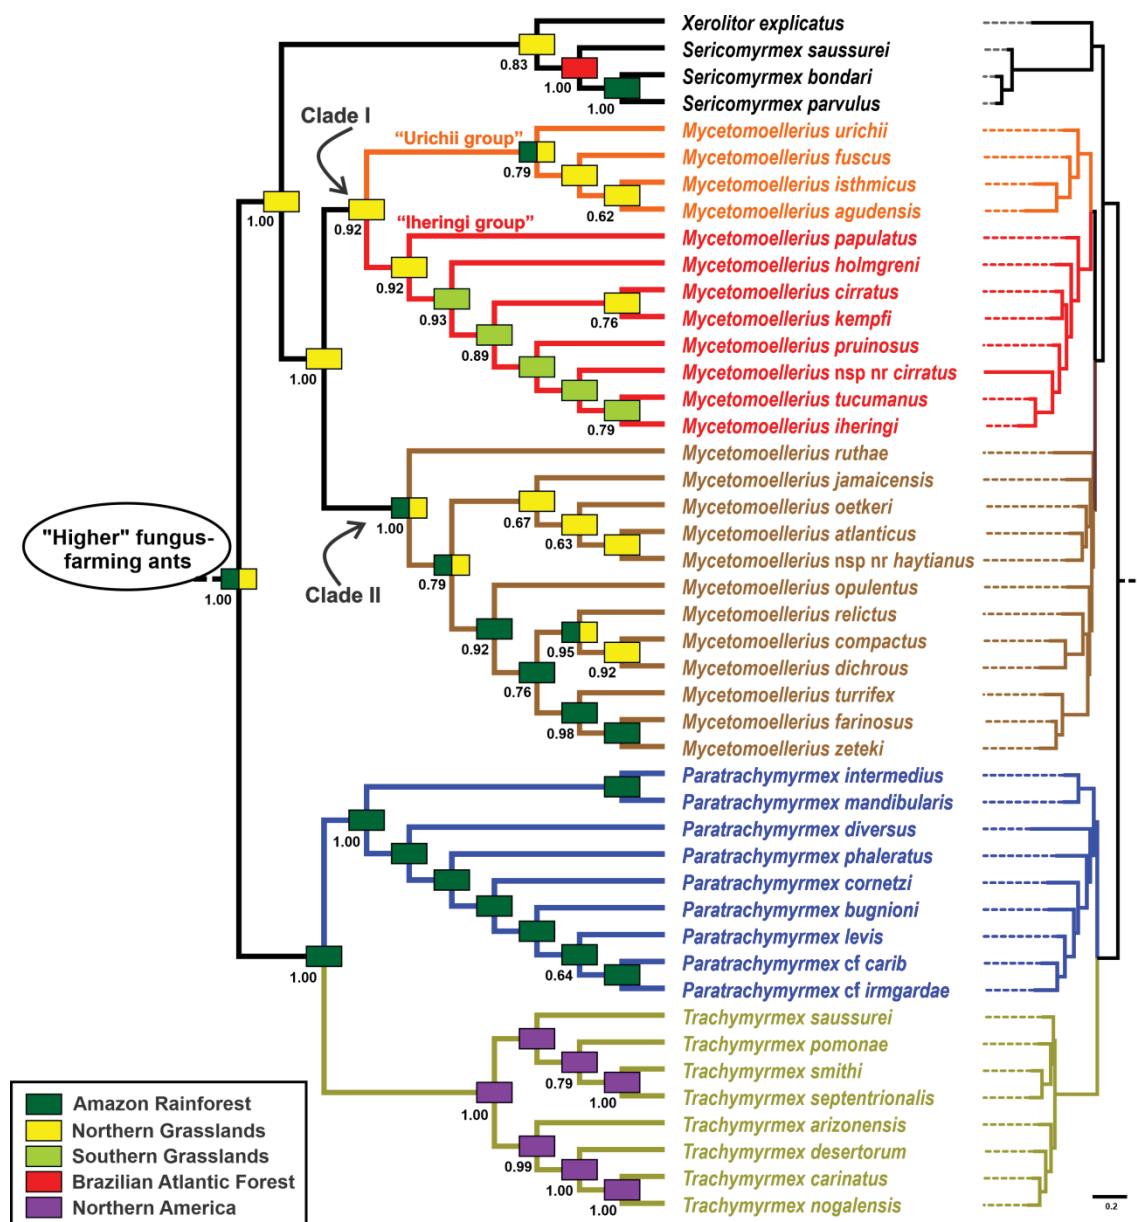 Xerolitor explicatus
0.83
Sericomyrmex saussurei
1.00
Sericomyrmex bondari
1.00
Sericomyrmex parvulus
Clade I
"Urichii group"
Mycetomoellerius urichii
0.79
Mycetomoellerius fuscus
Mycetomoellerius isthmicus
0.62
Mycetomoellerius agudensis
1.00
0.92
"Iheringi group"
Mycetomoellerius papulatus
0.92
Mycetomoellerius holmgreni
0.93
Mycetomoellerius cirratus
0.76
Mycetomoellerius kempfi
0.89
Mycetomoellerius pruinosus
1.00
Mycetomoellerius nsp nr cirratus
Mycetomoellerius tucumanus
0.79
Mycetomoellerius iheringi
Mycetomoellerius ruthae
Mycetomoellerius jamaicensis
1.00
0.67
Mycetomoellerius oetkeri
0.63
Mycetomoellerius atlanticus
"Higher" fungus-
farming ants
1.00
Clade II
0.79
Mycetomoellerius nsp nr haytianus
Mycetomoellerius opulentus
0.92
Mycetomoellerius relictus
0.95
Mycetomoellerius compactus
0.92
Mycetomoellerius dichrous
0.76
Mycetomoellerius turrifex
0.98
Mycetomoellerius farinosus
Mycetomoellerius zeteki
Paratrachymyrmex intermedius
Paratrachymyrmex mandibularis
1.00
Paratrachymyrmex diversus
Paratrachymyrmex phaleratus
Paratrachymyrmex cornetzi
Paratrachymyrmex bugnioni
Paratrachymyrmex levis
1.00
0.64
Paratrachymyrmex cf carib
Paratrachymyrmex cf irmgardae
Trachymyrmex saussurei
Trachymyrmex pomonae
0.79
Trachymyrmex smithi
1.00
Trachymyrmex septentrionalis
1.00
Trachymyrmex arizonensis
0.99
Trachymyrmex desertorum
1.00
Trachymyrmex carinatus
1.00
Trachymyrmex nogalensis
Amazon Rainforest
Northern Grasslands
Southern Grasslands
Brazilian Atlantic Forest
Northern America
0.2